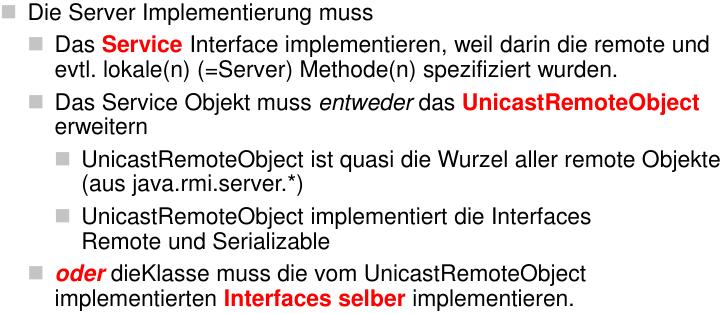 Die Server Implementierung muss
Das Service Interface implementieren, weil darin die remote und
evtl. lokale(n) (=Server) Methode(n) spezifiziert wurden.
Das Service Objekt muss entweder das UnicastRemoteObject
erweitern
UnicastRemoteObject ist quasi die Wurzel aller remote Objekte
(aus java.rmi.server.*)
UnicastRemoteObject implementiert die Interfaces
Remote und Serializable
oder dieKlasse muss die vom UnicastRemoteObject
implementierten Interfaces selber implementieren.